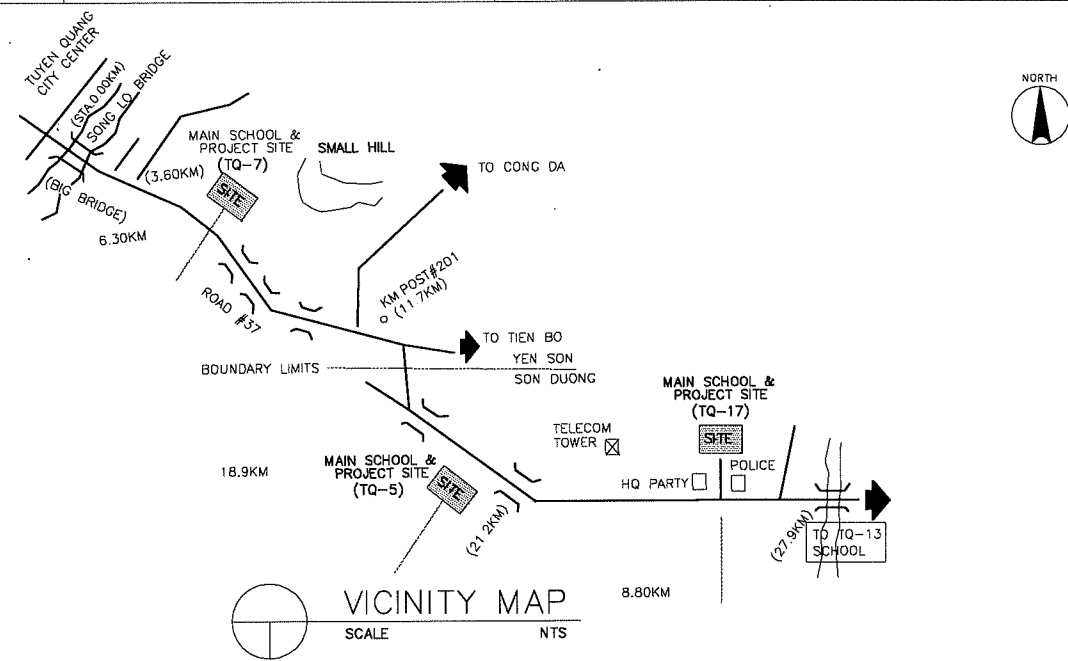 TUYEN QUANG
CITY CENTER
(STA.0.00KM)
SONG LO BRIDGE
(BIG BRIDGE)
6.30KM
(3.60KM)
MAIN SCHOOL &
PROJECT SITE
(TQ-7)
SITE
SMALL HILL
NORTH
TO CONG DA
KM POST#201
(11.7KM)
ROAD #37
TO TIEN BO
BOUNDARY LIMITS
YEN SON
SON DUONG
MAIN SCHOOL &
PROJECT SITE
(TQ-17)
SITE
TELECOM
TOWER
HQ PARTY
POLICE
18.9KM
MAIN SCHOOL &
PROJECT SITE
(TQ-5)
SITE
(21.2KM)
(27.9KM)
TO TQ-13
SCHOOL
8.80KM
VICINITY MAP
SCALE NTS